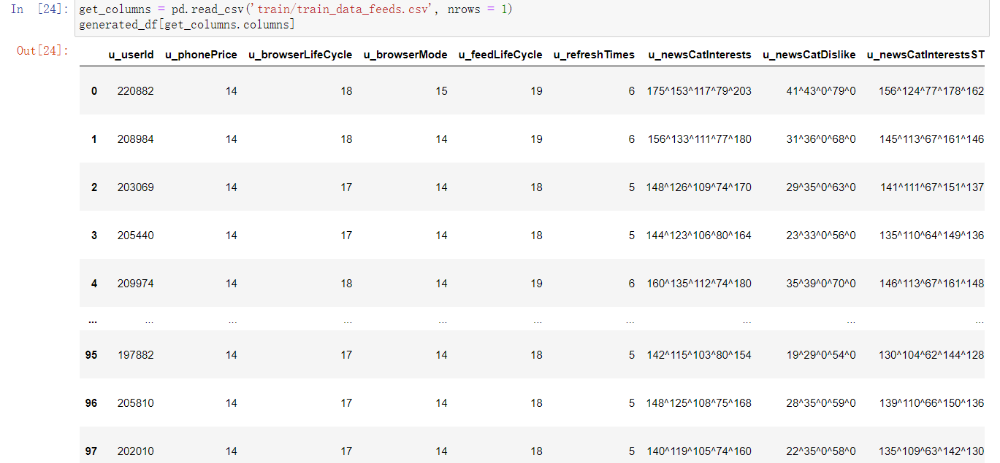 In [24]: get_columns = pd.read_csv('train/train_data_feeds.csv', nrows = 1)
generated_df[get_columns.columns]
Out[24]:
u_userId u_phonePrice u_browserLifeCycle u_browserMode u_feedLifeCycle u_refreshTimes u_newsCatInterests u_newsCatDislike u_newsCatInterestsST
0 220882 14 18 15 19 6 175^153^117^79^203 41^43^0^79^0 156^124^77^178^162
1 208984 14 18 14 19 6 156^133^111^77^180 31^36^0^68^0 145^113^67^161^146
2 203069 14 17 14 18 5 148^126^109^74^170 29^35^0^63^0 141^111^67^151^137
3 205440 14 17 14 18 5 144^123^106^80^164 23^33^0^56^0 135^110^64^149^136
4 209974 14 18 14 19 6 160^135^112^74^180 35^39^0^70^0 146^113^67^161^148
... ... ... ... ... ... ... ... ... ...
95 197882 14 17 14 18 5 142^115^103^80^154 19^29^0^54^0 130^104^62^144^128
96 205810 14 17 14 18 5 148^125^108^75^168 28^35^0^59^0 139^110^66^150^136
97 202010 14 17 14 18 5 140^119^105^74^160 22^35^0^58^0 135^109^63^142^130